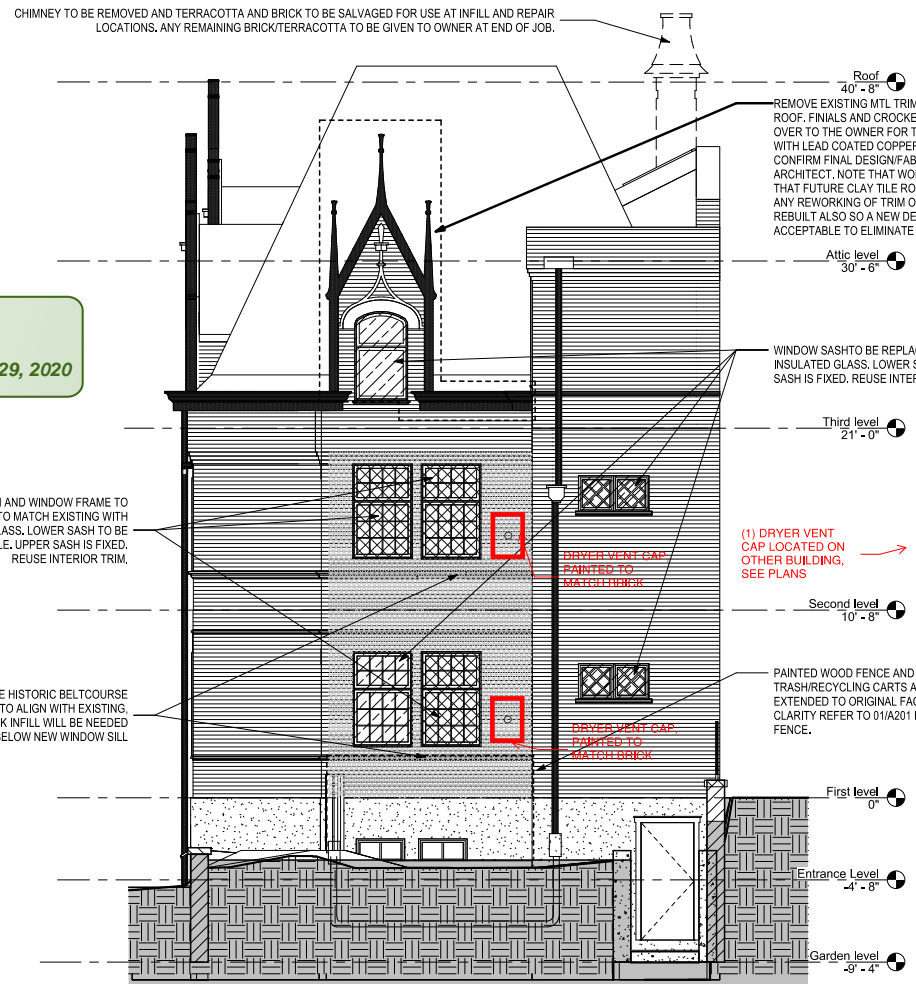 CHIMNEY TO BE REMOVED AND TERRACOTTA AND BRICK TO BE SALVAGED FOR USE AT INFILL AND REPAIR
LOCATIONS. ANY REMAINING BRICK/TERRACOTTA TO BE GIVEN TO OWNER AT END OF JOB.
Roof
40' - 8"
REMOVE EXISTING MTL TRIM
ROOF. FINIALS AND CROCKE
OVER TO THE OWNER FOR T
WITH LEAD COATED COPPER
CONFIRM FINAL DESIGN/FAB
ARCHITECT. NOTE THAT WO
THAT FUTURE CLAY TILE RO
ANY REWORKING OF TRIM O
REBUILT ALSO SO A NEW DE
ACCEPTABLE TO ELIMINATE
Attic level
30' - 6"
29, 2020
WINDOW SASHTO BE REPLA
INSULATED GLASS. LOWER S
SASH IS FIXED. REUSE INTER
Third level
21' - 0"
AND WINDOW FRAME TO
TO MATCH EXISTING WITH
ASS. LOWER SASH TO BE
LE. UPPER SASH IS FIXED.
REUSE INTERIOR TRIM.
DRYER VENT CAP
PAINTED TO
MATCH BRICK
(1) DRYER VENT
CAP LOCATED ON
OTHER BUILDING,
SEE PLANS
Second level
10' - 8"
E HISTORIC BELTCOURSE
TO ALIGN WITH EXISTING,
K INFILL WILL BE NEEDED
BELOW NEW WINDOW SILL
DRYER VENT CAP,
PAINTED TO
MATCH BRICK
PAINTED WOOD FENCE AND
TRASH/RECYCLING CARTS A
EXTENDED TO ORIGINAL FAC
CLARITY REFER TO 01/A201
FENCE.
First level
0"
Entrance Level
-4' - 8"
Garden level
-9' - 4"